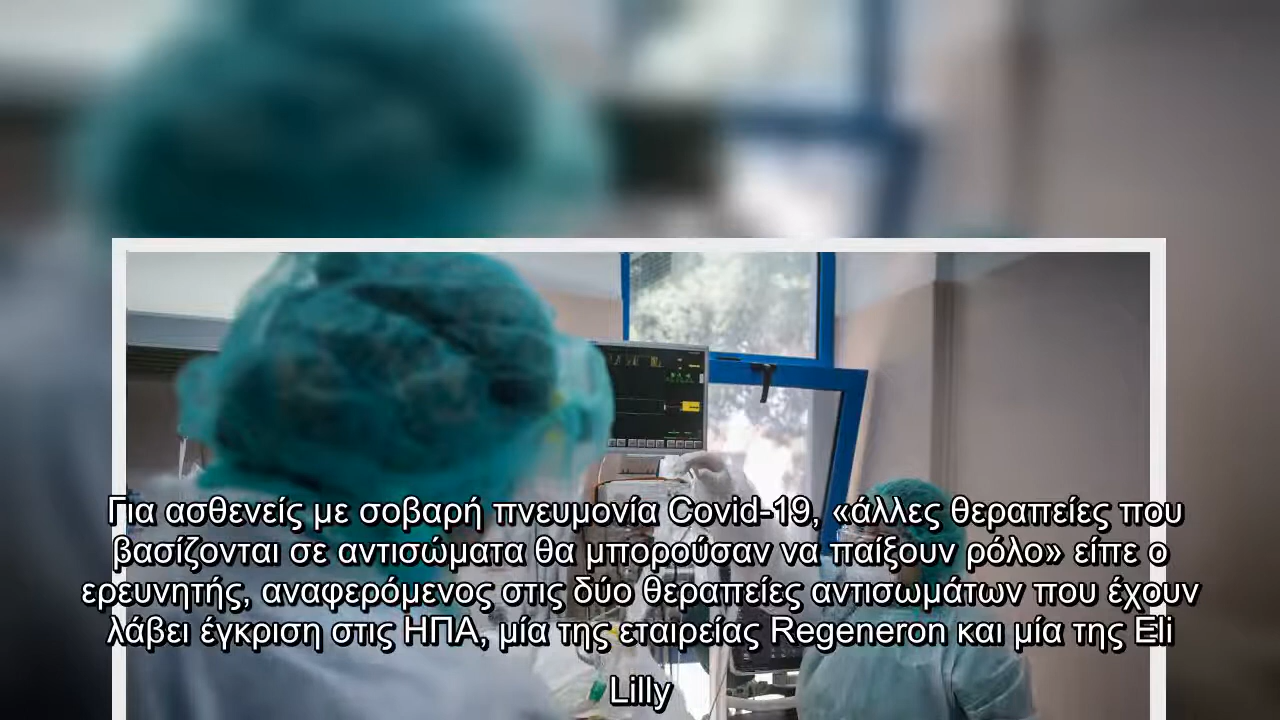 Για ασθενείς με σοβαρή πνευμονία Covid-19, «άλλες θεραπείες που
βασίζονται σε αντισώματα θα μπορούσαν να παίξουν ρόλο» είπε ο
ερευνητής, αναφερόμενος στις δύο θεραπείες αντισωμάτων που έχουν
λάβει έγκριση στις ΗΠΑ, μία της εταιρείας Regeneron και μία της Eli
Lilly